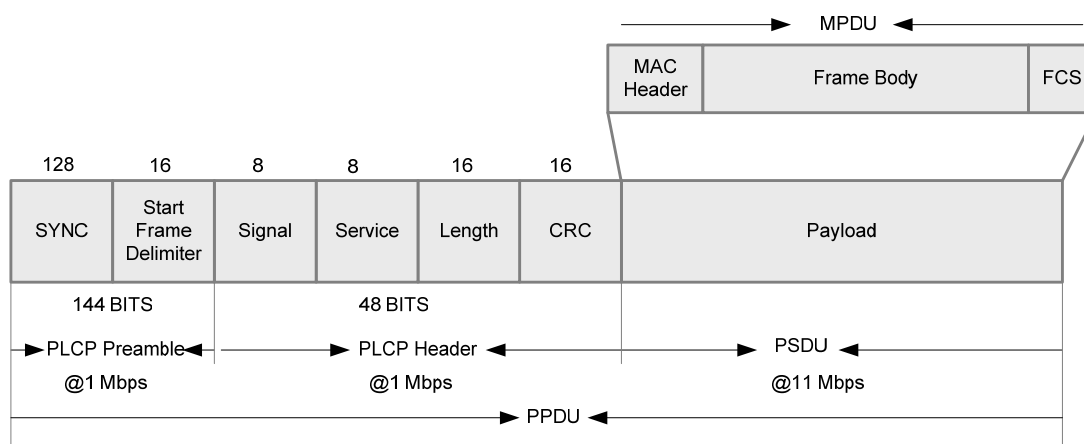 MPDU
MAC
Header
Frame Body
FCS
128
16
8
8
16
16
SYNC
Start
Frame
Delimiter
Signal
Service
Length
CRC
Payload
144 BITS
48 BITS
PLCP Preamble
PLCP Header
PSDU
@1 Mbps
@1 Mbps
@11 Mbps
PPDU